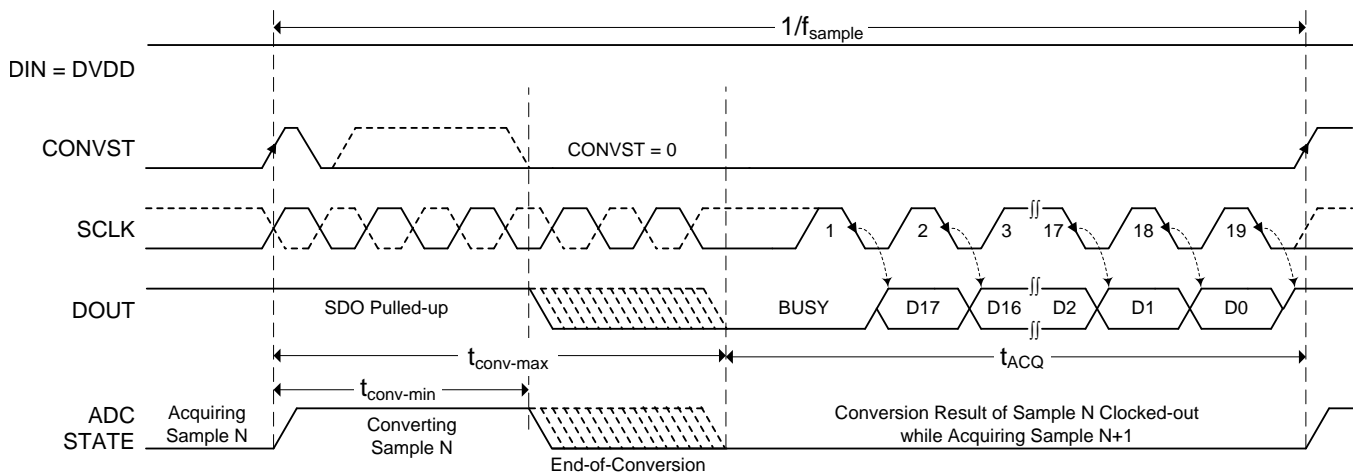 1/fsample
DIN = DVDD
CONVST
CONVST = 0
SCLK
1 2 3 17 18 19
DOUT
SDO Pulled-up
BUSY D17 D16 D2 D1 D0
tconv-max
tACQ
tconv-min
ADC
STATE
Acquiring
Sample N
Converting
Sample N
End-of-Conversion
Conversion Result of Sample N Clocked-out
while Acquiring Sample N+1